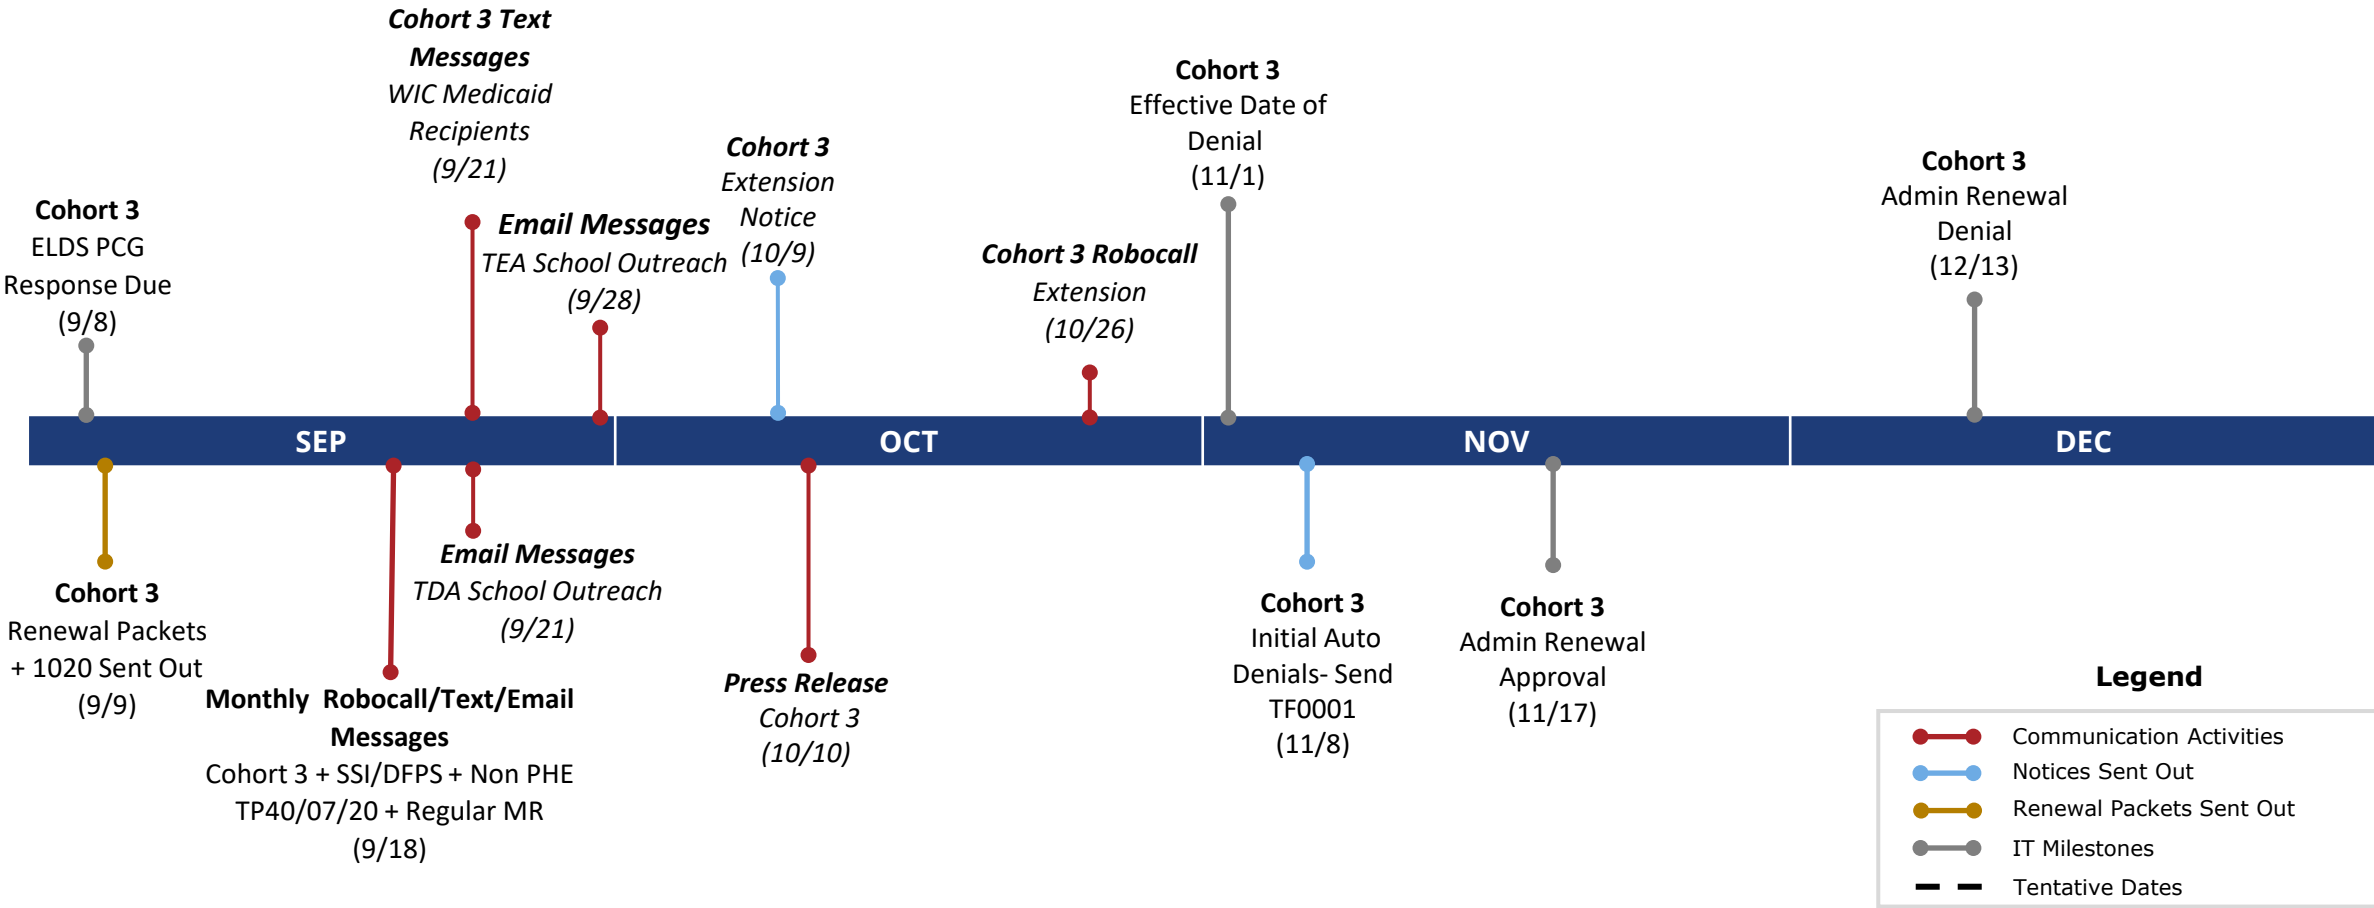 Cohort 3 Text
Messages
WIC Medicaid
Recipients
(9/21)
Cohort 3
Effective Date of
Denial
(11/1)
Cohort 3
Extension
Notice
(10/9)
Cohort 3
Admin Renewal
Denial
(12/13)
Cohort 3
ELDS PCG
Response Due
(9/8)
Email Messages
TEA School Outreach
(9/28)
Cohort 3 Robocall
Extension
(10/26)
SEP
OCT
NOV
DEC
Cohort 3
Renewal Packets
+ 1020 Sent Out
(9/9)
Email Messages
TDA School Outreach
(9/21)
Monthly Robocall/Text/Email
Messages
Cohort 3 + SSI/DFPS + Non PHE
TP40/07/20 + Regular MR
(9/18)
Press Release
Cohort 3
(10/10)
Cohort 3
Initial Auto
Denials- Send
TF0001
(11/8)
Cohort 3
Admin Renewal
Approval
(11/17)
Legend
Communication Activities
Notices Sent Out
Renewal Packets Sent Out
IT Milestones
Tentative Dates